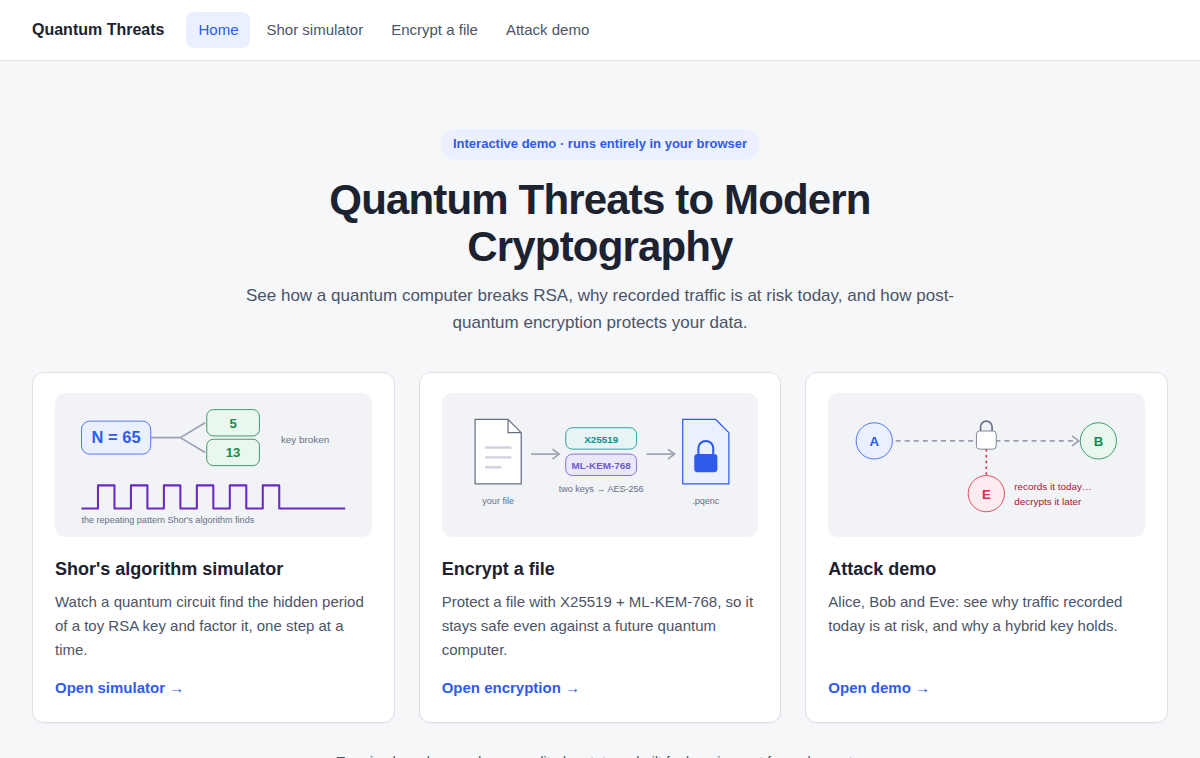 Quantum Threats
Home
Shor simulator
Encrypt a file
Attack demo
Interactive demo · runs entirely in your browser
Quantum Threats to Modern
Cryptography
See how a quantum computer breaks RSA, why recorded traffic is at risk today, and how post-
quantum encryption protects your data.
N = 65
5
13
key broken
the repeating pattern Shor's algorithm finds
Shor's algorithm simulator
Watch a quantum circuit find the hidden period
of a toy RSA key and factor it, one step at a
time.
Open simulator →
your file
X25519
ML-KEM-768
two keys → AES-256
.pqenc
Encrypt a file
Protect a file with X25519 + ML-KEM-768, so it
stays safe even against a future quantum
computer.
Open encryption →
A
B
E
records it today…
decrypts it later
Attack demo
Alice, Bob and Eve: see why traffic recorded
today is at risk, and why a hybrid key holds.
Open demo →